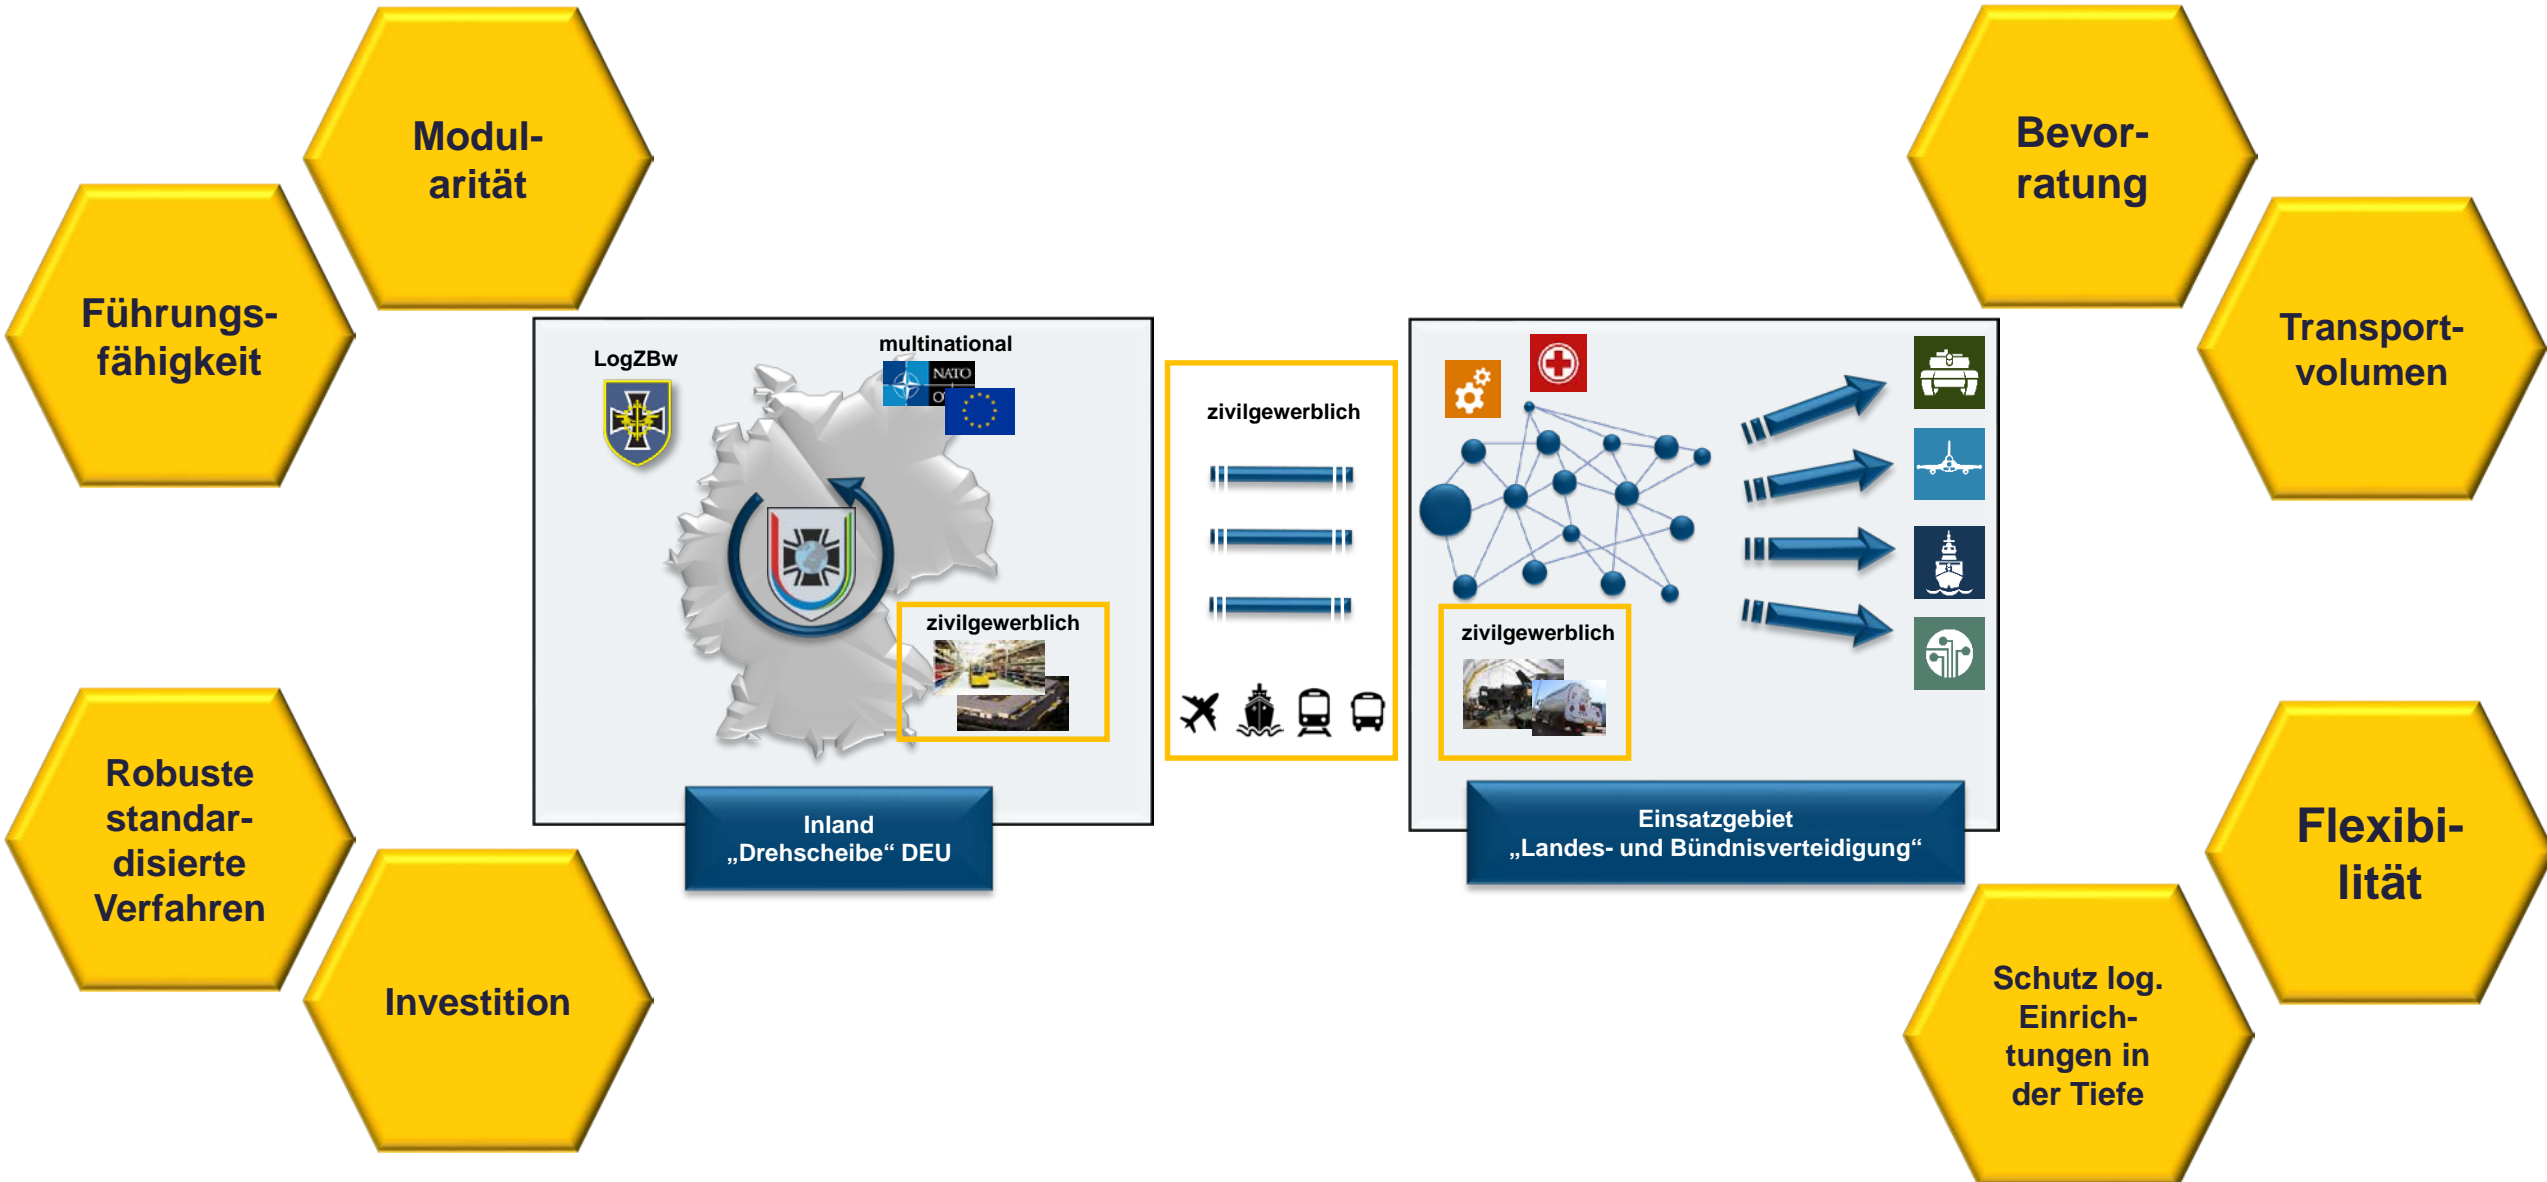 Modul-
arität
Führungs-
fähigkeit
Robuste
standar-
disierte
Verfahren
Investition
LogZBw
multinational
NATO
zivilgewerblich
Inland
„Drehscheibe“ DEU
zivilgewerblich
zivilgewerblich
Einsatzgebiet
„Landes- und Bündnisverteidigung“
Bevor-
ratung
Transport-
volumen
Flexibi-
lität
Schutz log.
Einrich-
tungen in
der Tiefe